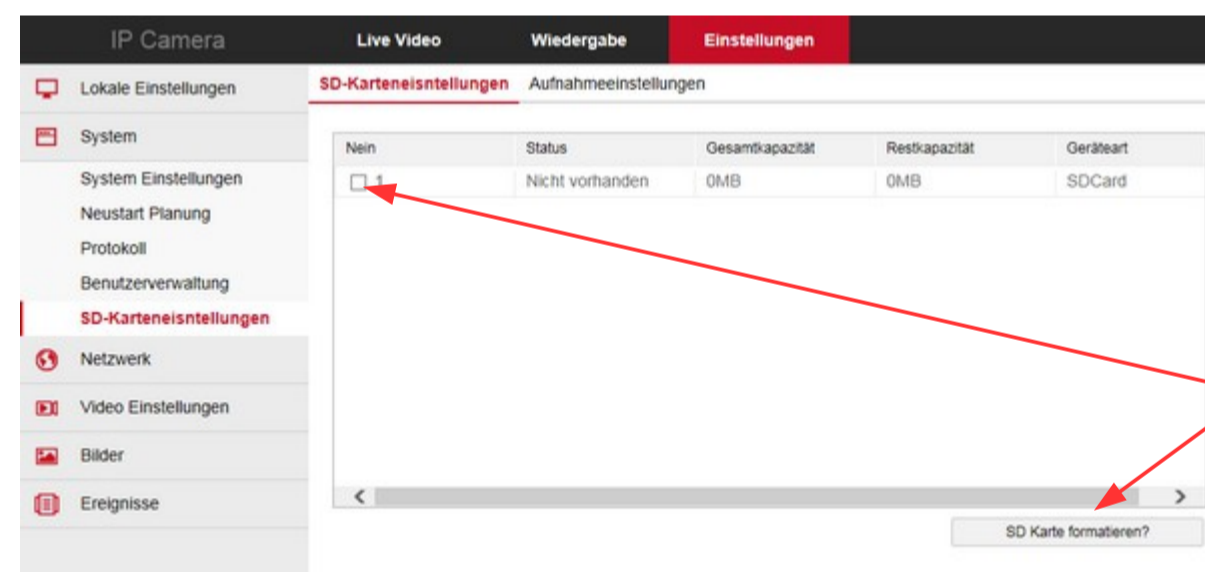 IP Camera Live Video Wiedergabe Einstellungen
Lokale Einstellungen
System
System Einstellungen
Neustart Planung
Protokoll
Benutzerverwaltung
SD-Karteneisntellungen
Netzwerk
Video Einstellungen
Bilder
Ereignisse
SD-Karteneisntellungen Aufnahmeeinstellungen
Nein Status Gesamtkapazität Restkapazität Geräteart
1 Nicht vorhanden 0MB 0MB SDCard
SD Karte formatieren?